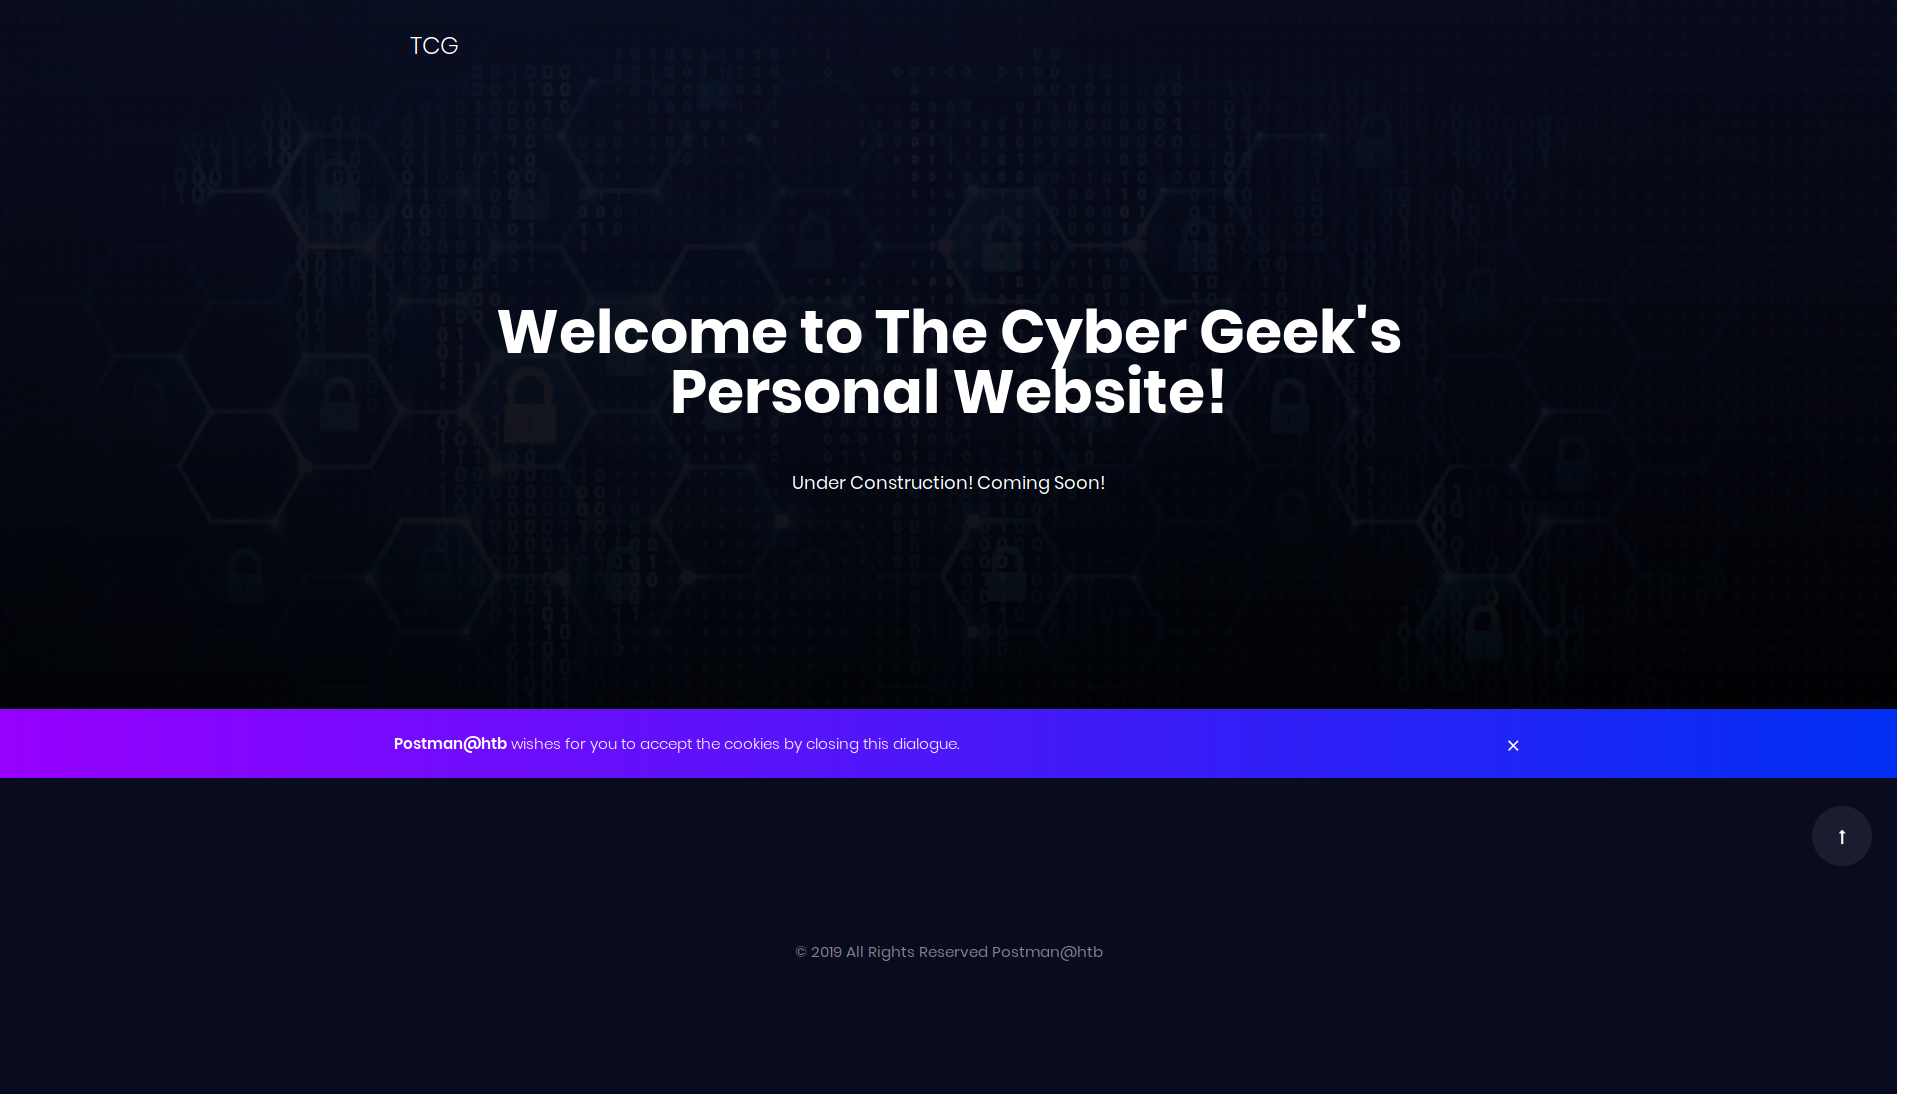 TCG
Welcome to The Cyber Geek's
Personal Website!
Under Construction! Coming Soon!
Postman@htb wishes for you to accept the cookies by closing this dialogue.
© 2019 All Rights Reserved Postman@htb